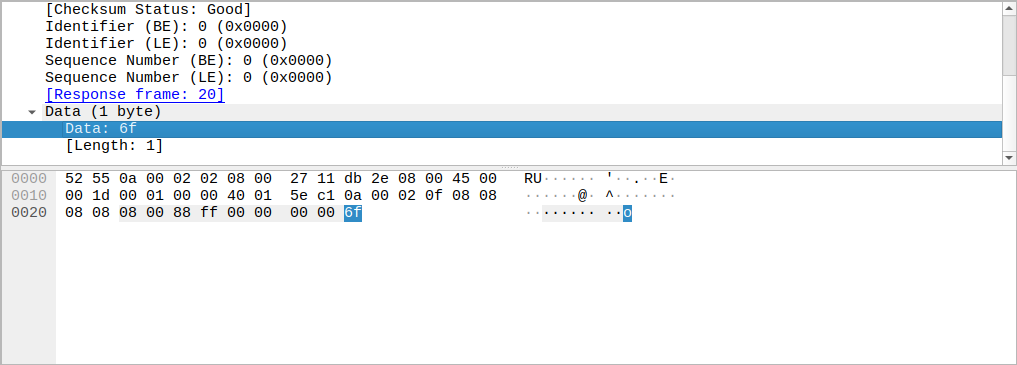 [Checksum Status: Good]
Identifier (BE): 0 (0x0000)
Identifier (LE): 0 (0x0000)
Sequence Number (BE): 0 (0x0000)
Sequence Number (LE): 0 (0x0000)
[Response frame: 20]
Data (1 byte)
Data: 6f
[Length: 1]
0000 52 55 0a 00 02 02 08 00 27 11 db 2e 08 00 45 00 RU······ '··.··E·
0010 00 1d 00 01 00 00 40 01 5e c1 0a 00 02 0f 08 08 ······@· ^·······
0020 08 08 08 00 88 ff 00 00 00 00 6f ········ ··o